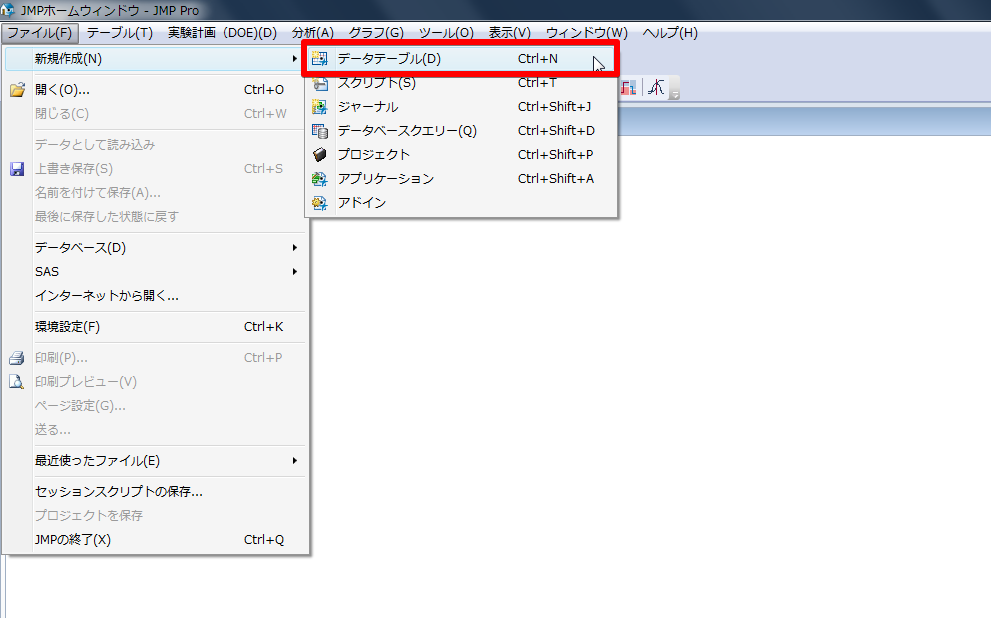 JMPホームウィンドウ - JMP Pro
ファイル(F) テーブル(T) 実験計画 (DOE)(D) 分析(A) グラフ(G) ツール(O) 表示(V) ウィンドウ(W) ヘルプ(H)
新規作成(N)
開く(O)... Ctrl+O
閉じる(C) Ctrl+W
データとして読み込み
上書き保存(S) Ctrl+S
名前を付けて保存(A)...
最後に保存した状態に戻す
データベース(D)
SAS
インターネットから開く...
環境設定(F) Ctrl+K
印刷(P)... Ctrl+P
印刷プレビュー(V)
ページ設定(G)...
送る...
最近使ったファイル(E)
セッションスクリプトの保存...
プロジェクトを保存
JMPの終了(X) Ctrl+Q
データテーブル(D) Ctrl+N
スクリプト(S) Ctrl+T
ジャーナル Ctrl+Shift+J
データベースクエリー(Q) Ctrl+Shift+D
プロジェクト Ctrl+Shift+P
アプリケーション Ctrl+Shift+A
アドイン